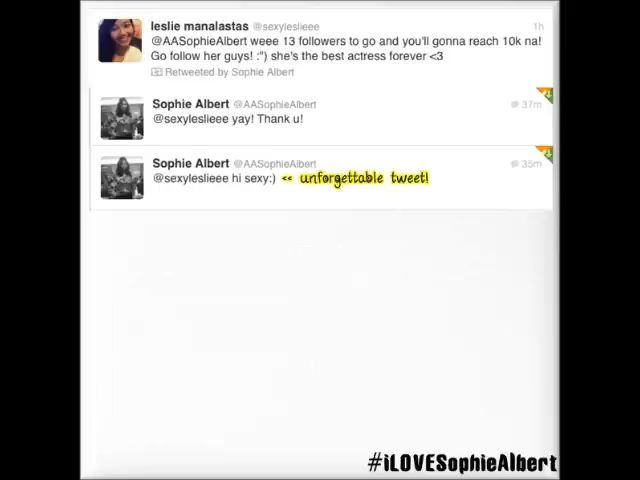 leslie manalastas @sexyleslieee 1h
@AASophieAlbert weee 13 followers to go and you'll gonna reach 10k na!
Go follow her guys! :") she's the best actress forever <3
Retweeted by Sophie Albert
Sophie Albert @AASophieAlbert 37m
@sexyleslieee yay! Thank u!
Sophie Albert @AASophieAlbert 35m
@sexyleslieee hi sexy:) << unforgettable tweet!
#iLOVESophieAlbert